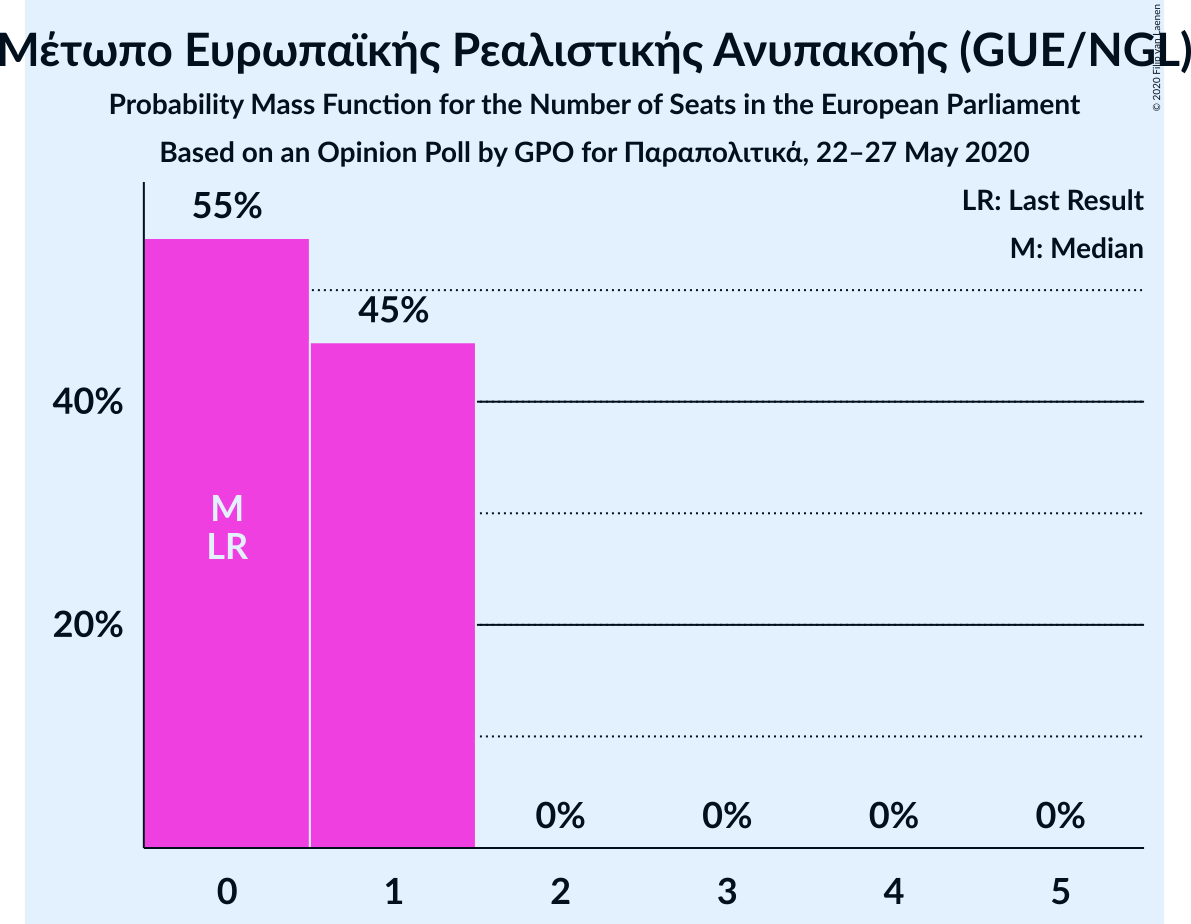 Μέτωπο Ευρωπαϊκής Ρεαλιστικής Ανυπακοής (GUE/NGL)
Probability Mass Function for the Number of Seats in the European Parliament
Based on an Opinion Poll by GPO for Παραπολιτικά, 22–27 May 2020
© 2020 Filip van Laenen
LR: Last Result
M: Median
55%
45%
40%
20%
M
LR
0% 0% 0% 0%
0 1 2 3 4 5